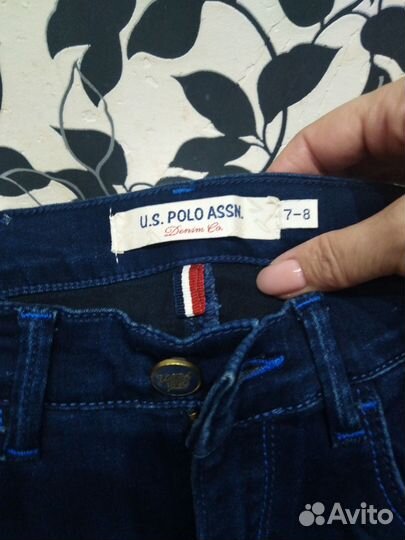 U.S. POLO ASSN.
Denim Co.
7-8
Avito